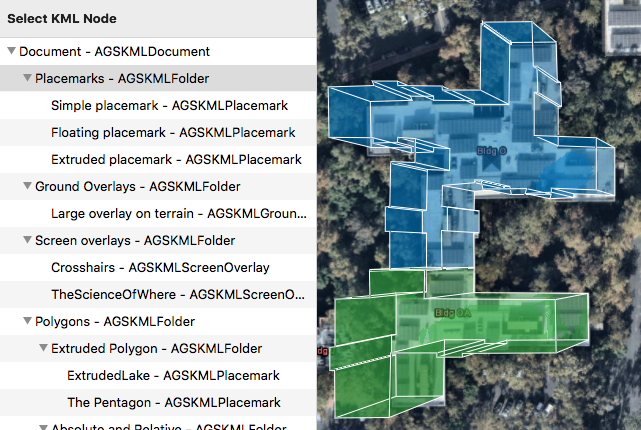 Select KML Node
Document - AGSKMLDocument
Placemarks - AGSKMLFolder
Simple placemark - AGSKMLPlacemark
Floating placemark - AGSKMLPlacemark
Extruded placemark - AGSKMLPlacemark
Ground Overlays - AGSKMLFolder
Large overlay on terrain - AGSKMLGroun...
Screen overlays - AGSKMLFolder
Crosshairs - AGSKMLScreenOverlay
TheScienceOfWhere - AGSKMLScreenO...
Polygons - AGSKMLFolder
Extruded Polygon - AGSKMLFolder
ExtrudedLake - AGSKMLPlacemark
The Pentagon - AGSKMLPlacemark
Absolute and Relative - AGSKMLFolder
Bldg O
Bldg OA